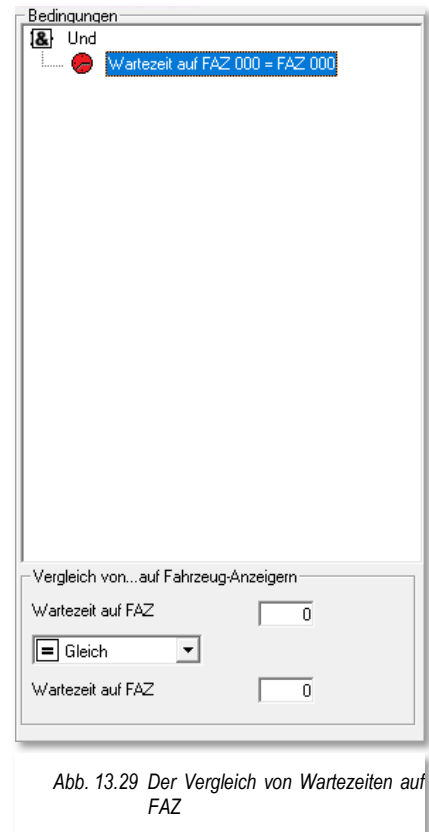 Bedingungen
& Und
Wartezeit auf FAZ 000 = FAZ 000
Vergleich von...auf Fahrzeug-Anzeigern
Wartezeit auf FAZ 0
= Gleich
Wartezeit auf FAZ 0
Abb. 13.29 Der Vergleich von Wartezeiten auf
FAZ